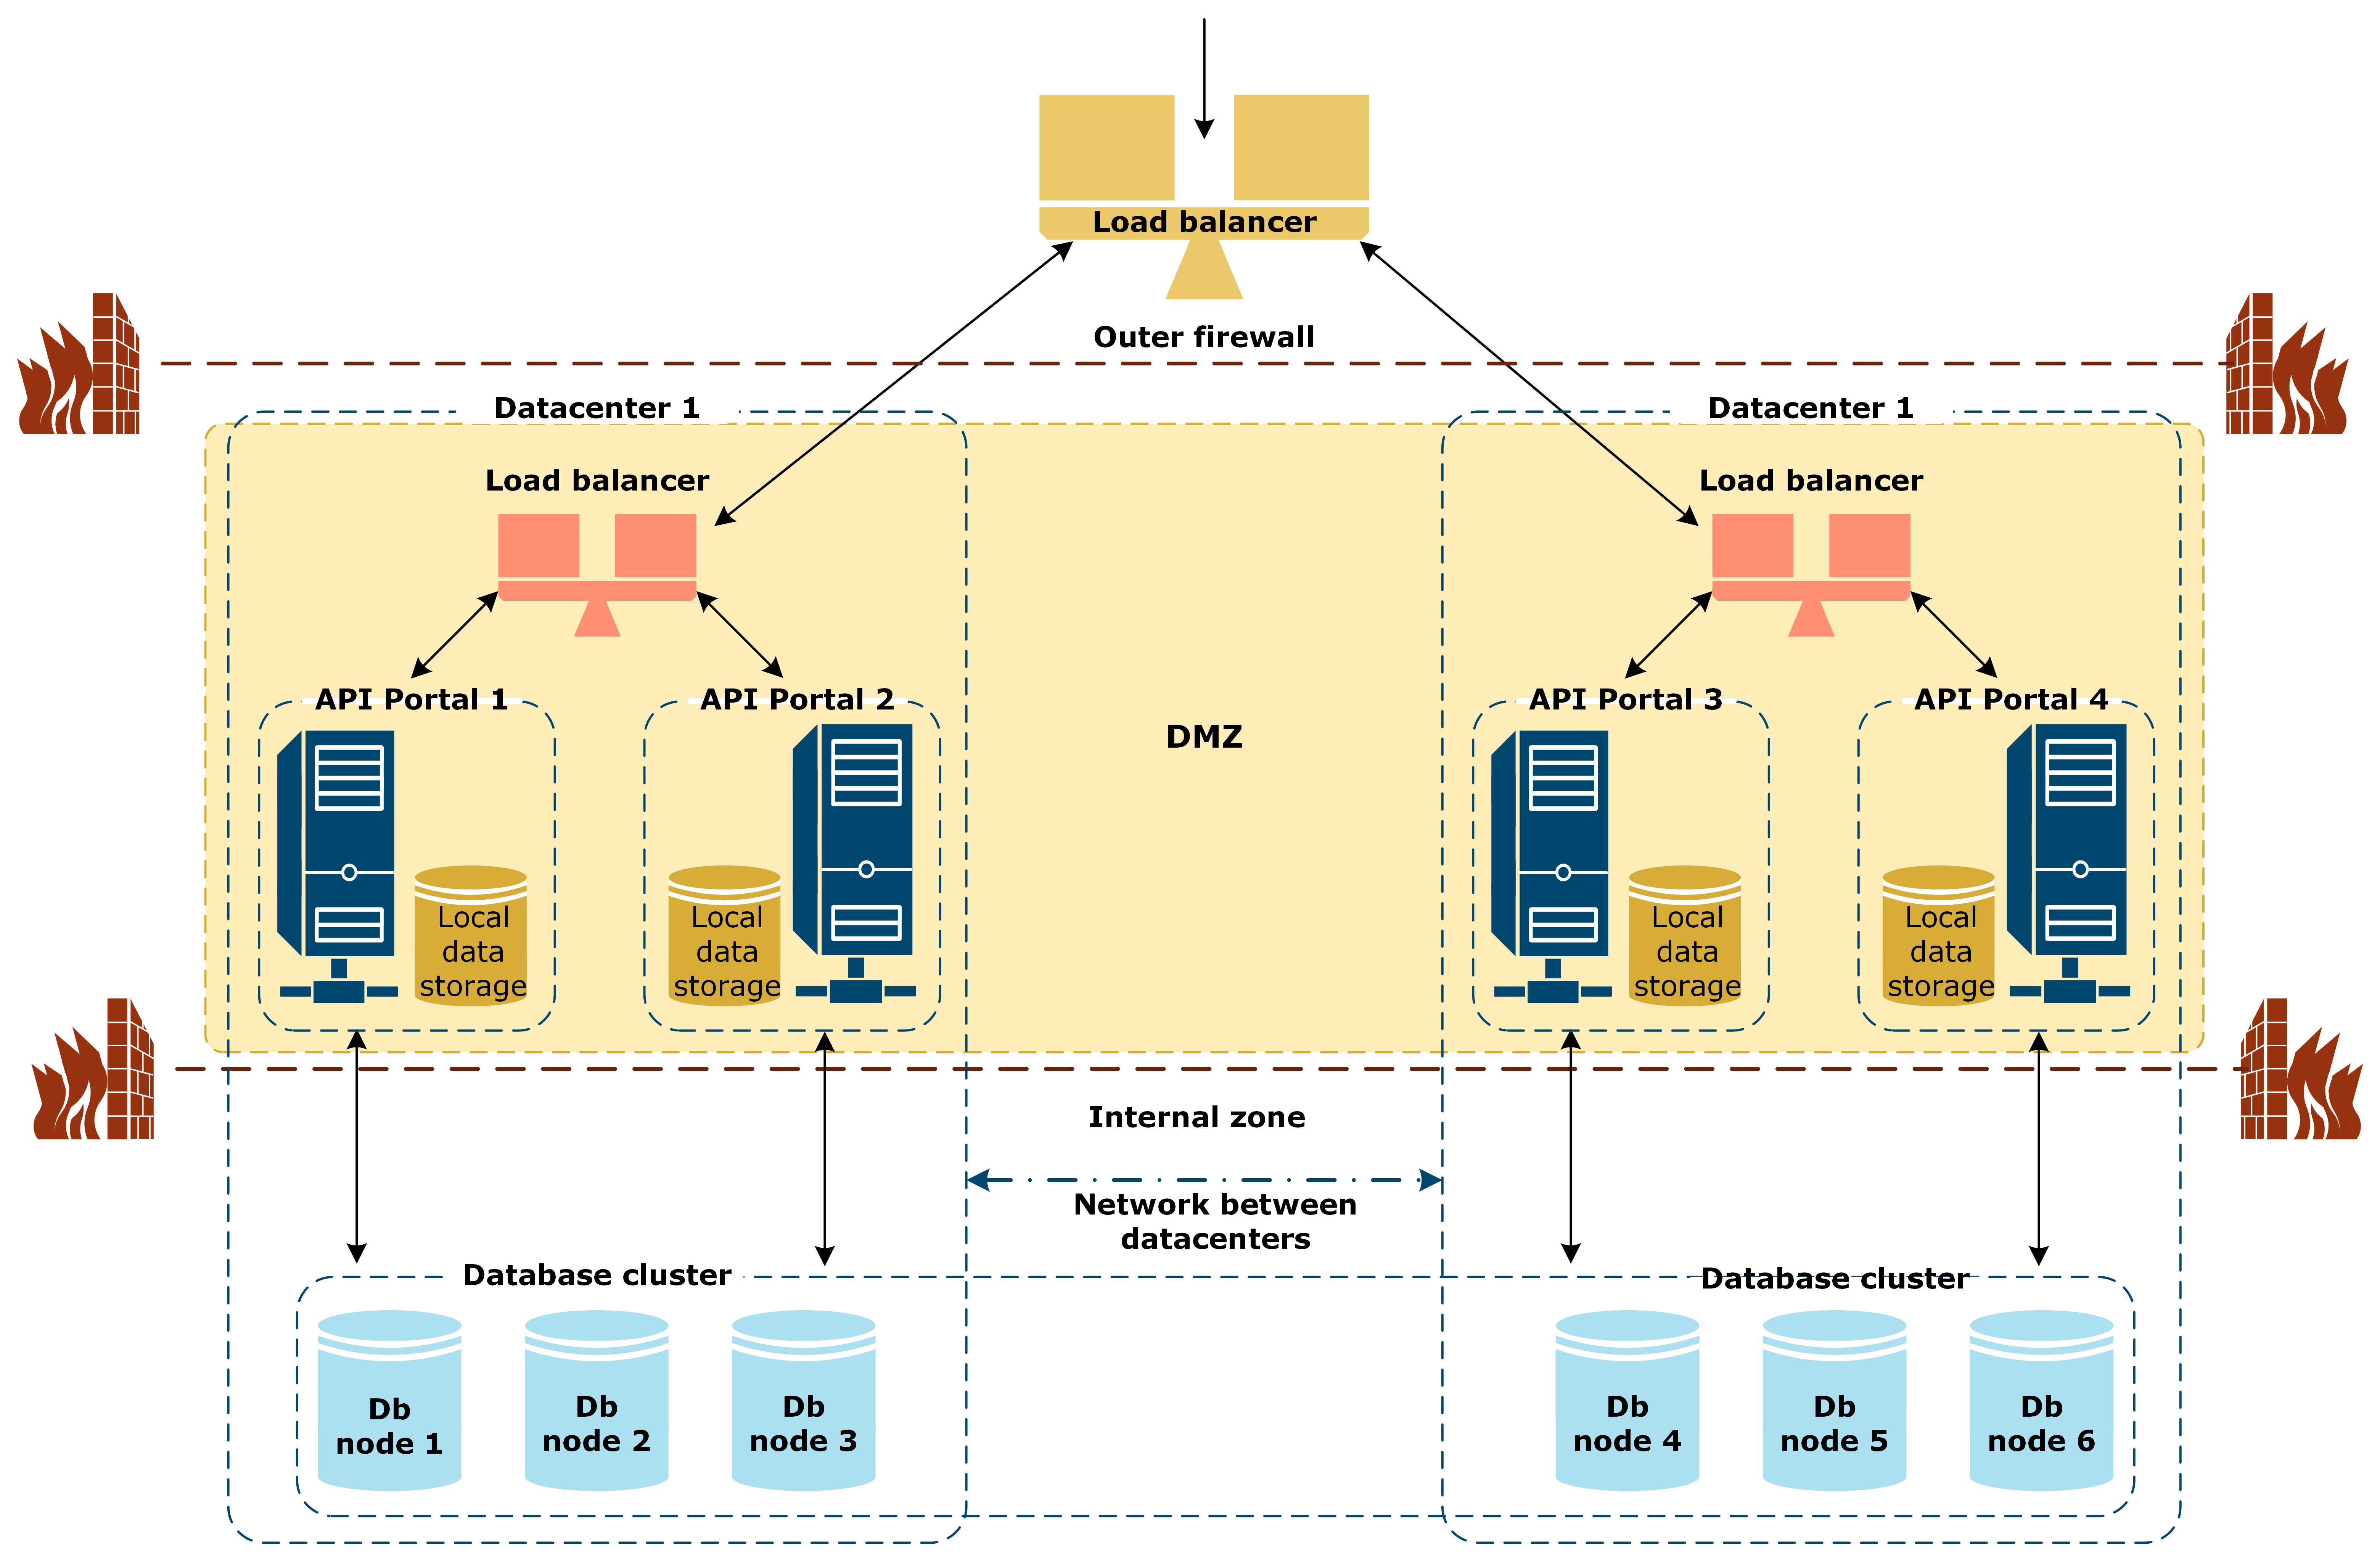 Load balancer
Outer firewall
Datacenter 1
Datacenter 1
Load balancer
Load balancer
API Portal 1
API Portal 2
API Portal 3
API Portal 4
DMZ
Local
data
storage
Local
data
storage
Local
data
storage
Local
data
storage
Internal zone
Network between
datacenters
Database cluster
Database cluster
Db
node 1
Db
node 2
Db
node 3
Db
node 4
Db
node 5
Db
node 6